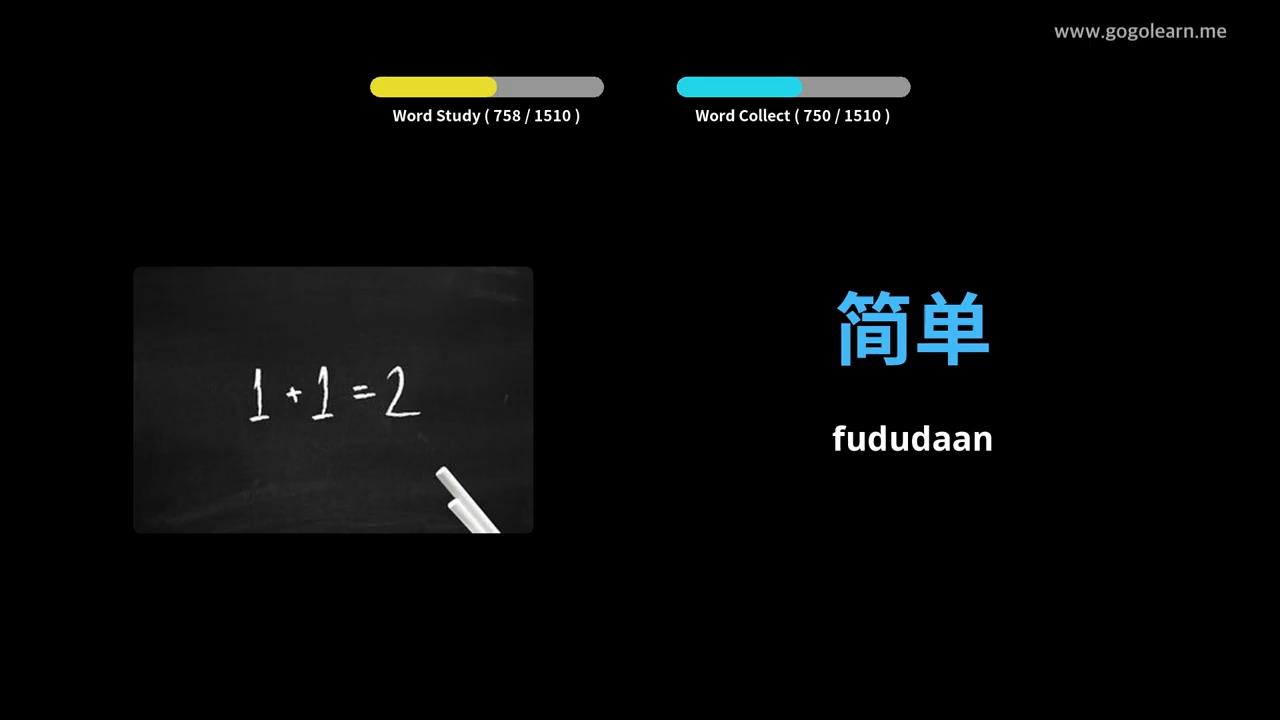 www.gogolearn.me
Word Study ( 758 / 1510 )
Word Collect ( 750 / 1510 )
1 + 1 = 2
简单
fududaan